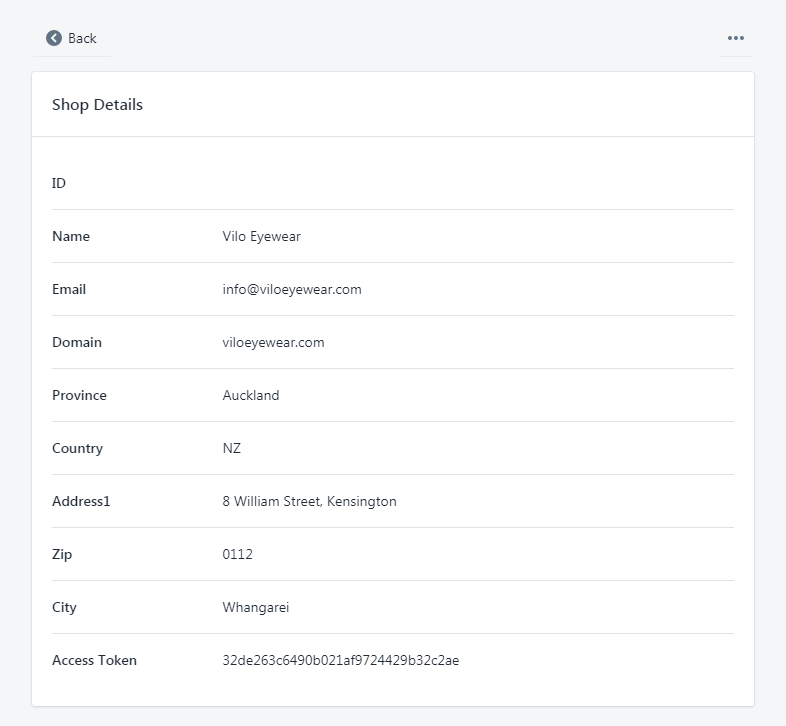 Back
Shop Details
ID
Name Vilo Eyewear
Email info@viloeyewear.com
Domain viloeyewear.com
Province Auckland
Country NZ
Address1 8 William Street, Kensington
Zip 0112
City Whangarei
Access Token 32de263c6490b021af9724429b32c2ae